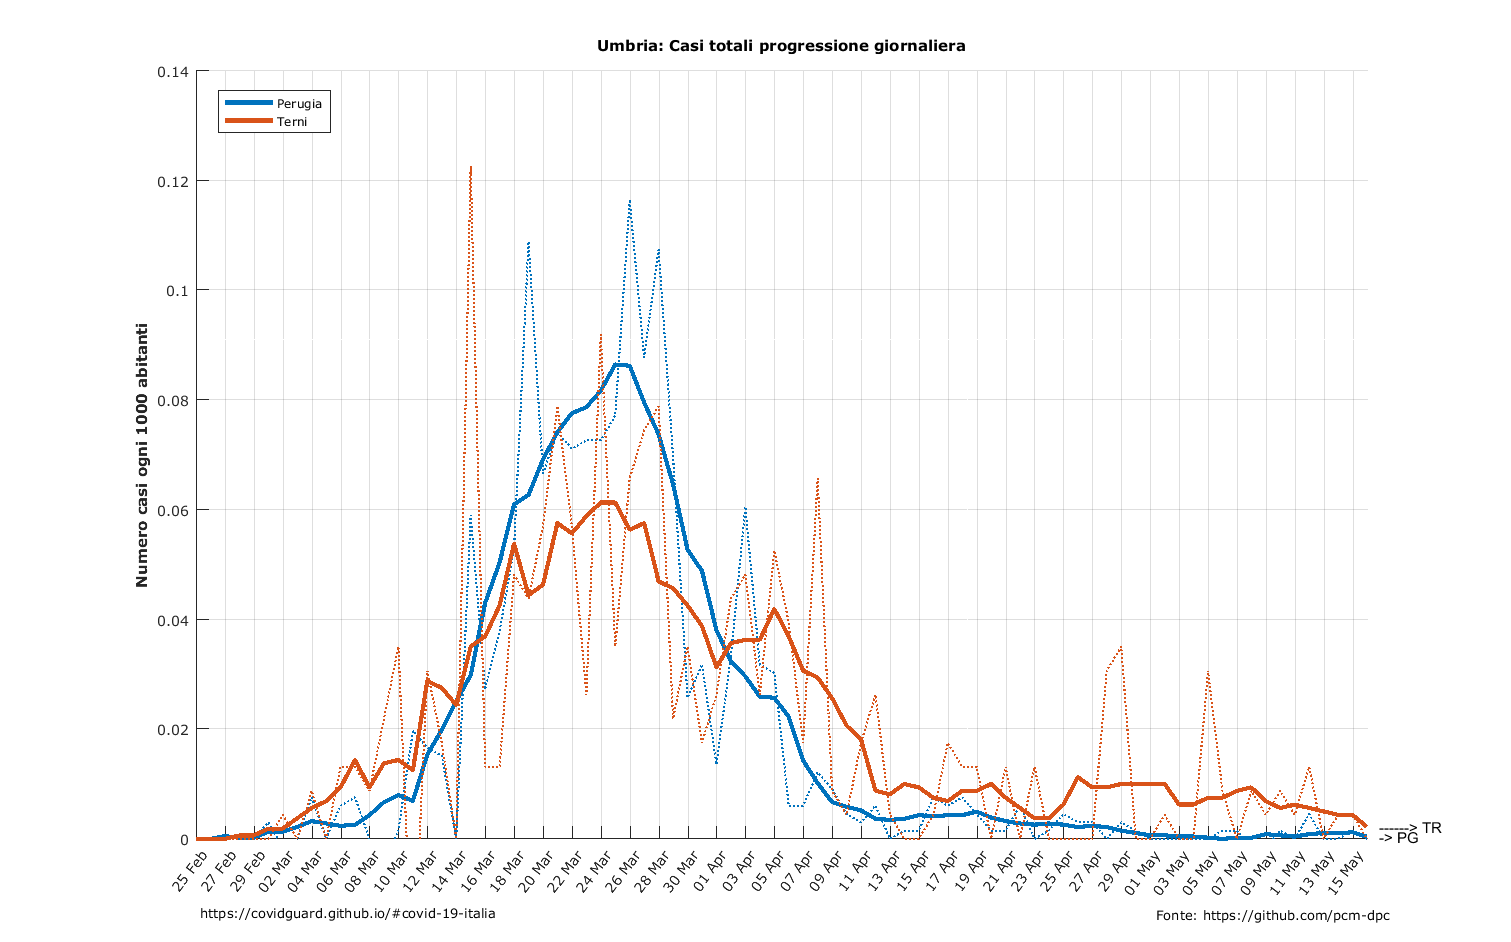 Umbria: Casi totali progressione giornaliera
0.14
0.12
0.1
0.08
0.06
0.04
0.02
0
Numero casi ogni 1000 abitanti
Perugia
Terni
25 Feb
27 Feb
29 Feb
02 Mar
04 Mar
06 Mar
08 Mar
10 Mar
12 Mar
14 Mar
16 Mar
18 Mar
20 Mar
22 Mar
24 Mar
26 Mar
28 Mar
30 Mar
01 Apr
03 Apr
05 Apr
07 Apr
09 Apr
11 Apr
13 Apr
15 Apr
17 Apr
19 Apr
21 Apr
23 Apr
25 Apr
27 Apr
29 Apr
01 May
03 May
05 May
07 May
09 May
11 May
13 May
15 May
------> TR
-> PG
https://covidguard.github.io/#covid-19-italia
Fonte: https://github.com/pcm-dpc